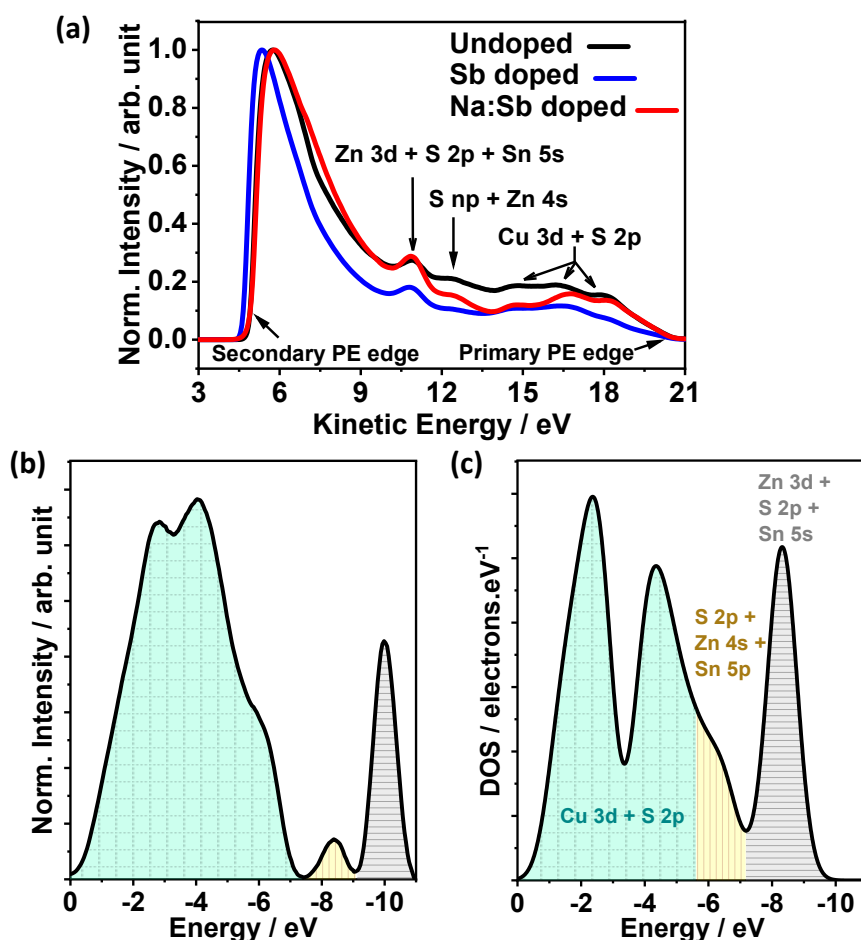 (a)
Norm. Intensity / arb. unit
1.0
0.8
0.6
0.4
0.2
0.0
Undoped
Sb doped
Na:Sb doped
Zn 3d + S 2p + Sn 5s
S np + Zn 4s
Cu 3d + S 2p
Secondary PE edge
Primary PE edge
3 6 9 12 15 18 21
Kinetic Energy / eV
(b)
Norm. Intensity / arb. unit
0 -2 -4 -6 -8 -10
Energy / eV
(c)
DOS / electrons.eV⁻¹
Zn 3d +
S 2p +
Sn 5s
S 2p +
Zn 4s +
Sn 5p
Cu 3d + S 2p
0 -2 -4 -6 -8 -10
Energy / eV